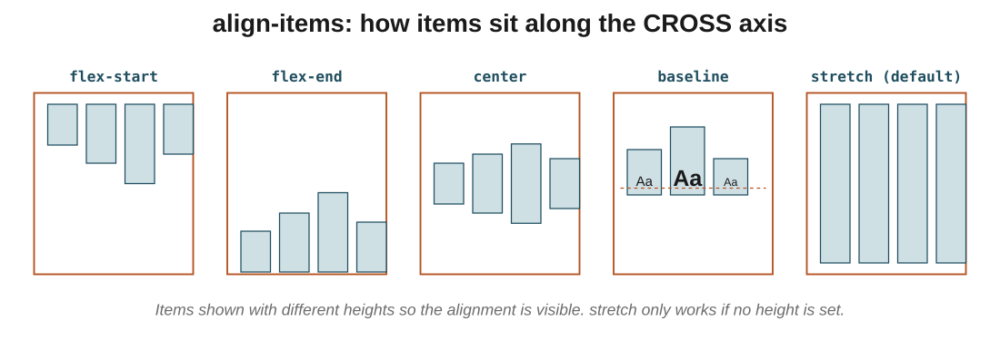 align-items: how items sit along the CROSS axis
flex-start
flex-end
center
baseline
stretch (default)
Aa
Aa
Aa
Items shown with different heights so the alignment is visible. stretch only works if no height is set.